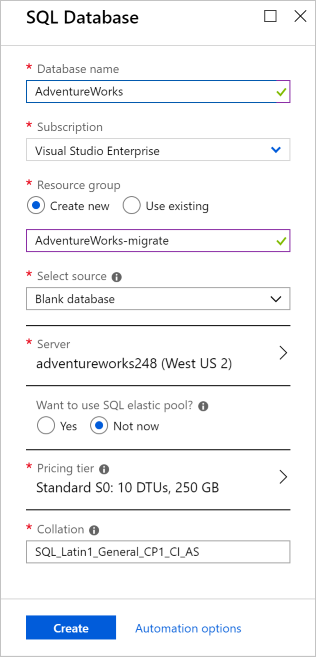 SQL Database
* Database name
AdventureWorks
* Subscription
Visual Studio Enterprise
* Resource group
Create new Use existing
AdventureWorks-migrate
* Select source
Blank database
* Server
adventureworks248 (West US 2)
Want to use SQL elastic pool?
Yes Not now
* Pricing tier
Standard S0: 10 DTUs, 250 GB
* Collation
SQL_Latin1_General_CP1_CI_AS
Create Automation options